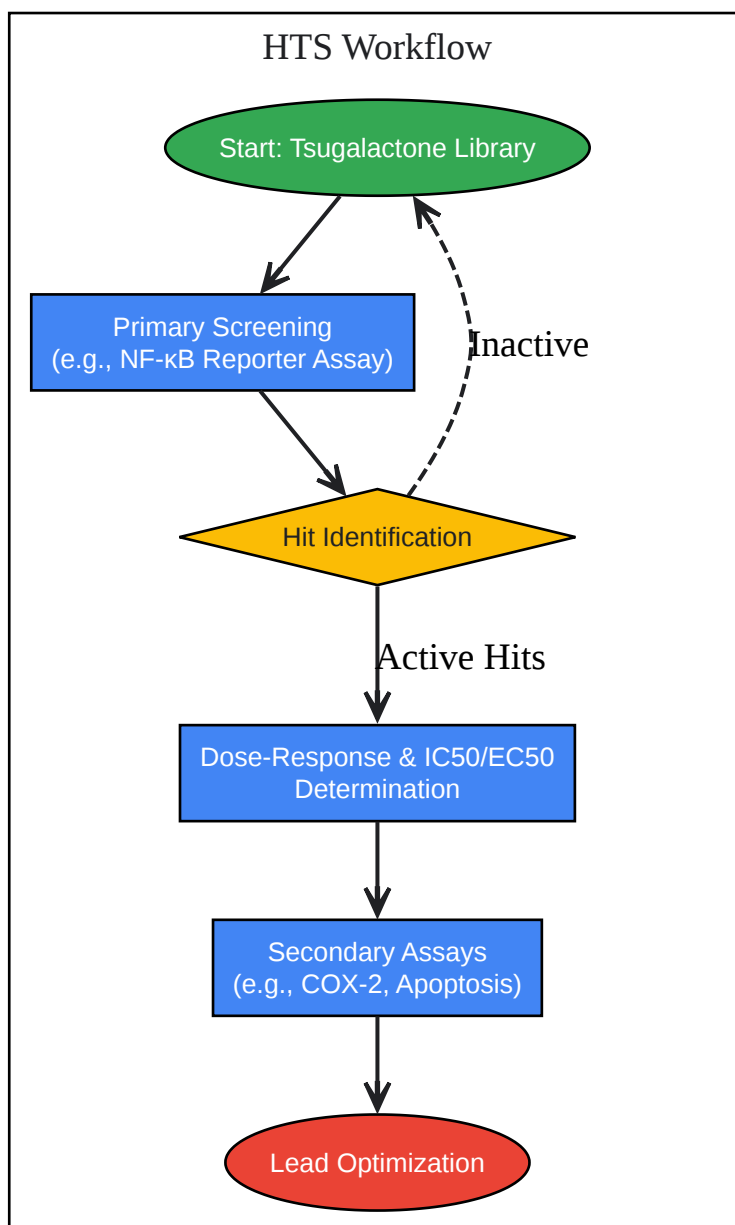 HTS Workflow
Start: Tsugalactone Library
Primary Screening
(e.g., NF-κB Reporter Assay)
Inactive
Hit Identification
Active Hits
Dose-Response & IC50/EC50
Determination
Secondary Assays
(e.g., COX-2, Apoptosis)
Lead Optimization